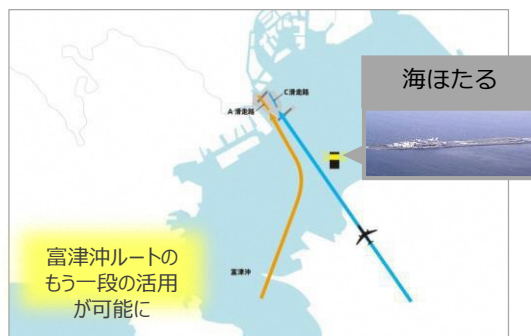 海ほたる
C滑走路
A滑走路
富津沖
富津沖ルートの
もう一段の活用
が可能に